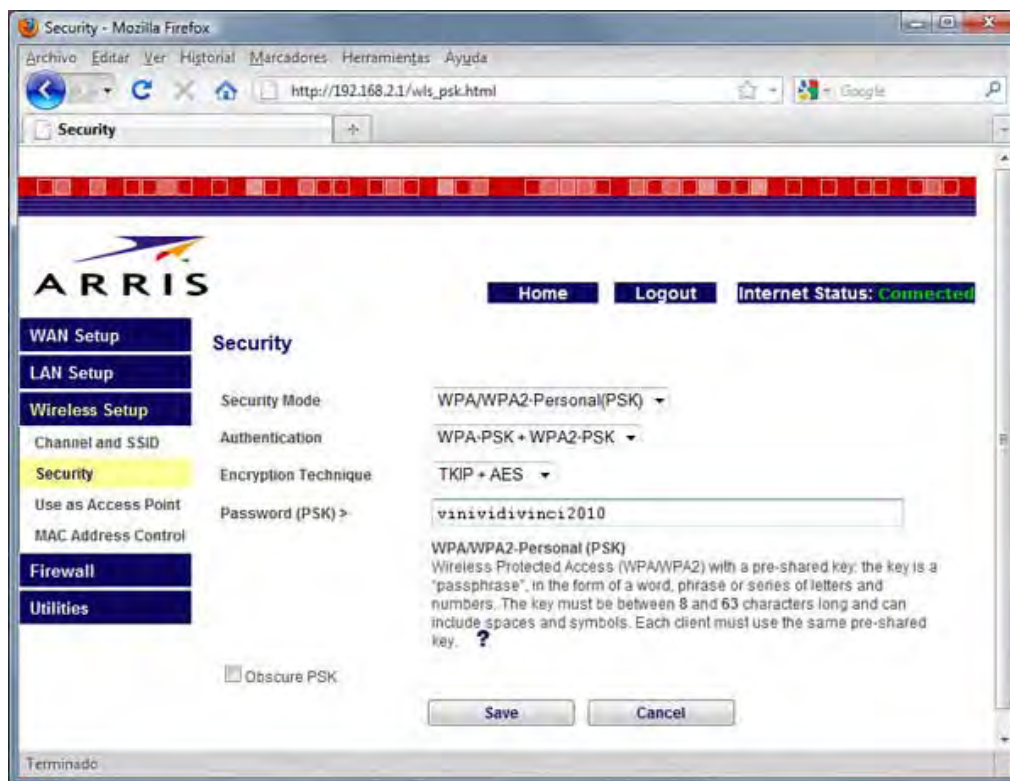 Security - Mozilla Firefox
Archivo Editar Ver Historial Marcadores Herramientas Ayuda
http://192.168.2.1/wls_psk.html
Google
Security
ARRIS
Home Logout Internet Status: Connected
WAN Setup
LAN Setup
Wireless Setup
Channel and SSID
Security
Use as Access Point
MAC Address Control
Firewall
Utilities
Security
Security Mode WPA/WPA2-Personal(PSK)
Authentication WPA-PSK + WPA2-PSK
Encryption Technique TKIP + AES
Password (PSK) > vinividivinci2010
WPA/WPA2-Personal (PSK)
Wireless Protected Access (WPA/WPA2) with a pre-shared key: the key is a
"passphrase", in the form of a word, phrase or series of letters and
numbers. The key must be between 8 and 63 characters long and can
include spaces and symbols. Each client must use the same pre-shared
key. ?
Obscure PSK
Save Cancel
Terminado